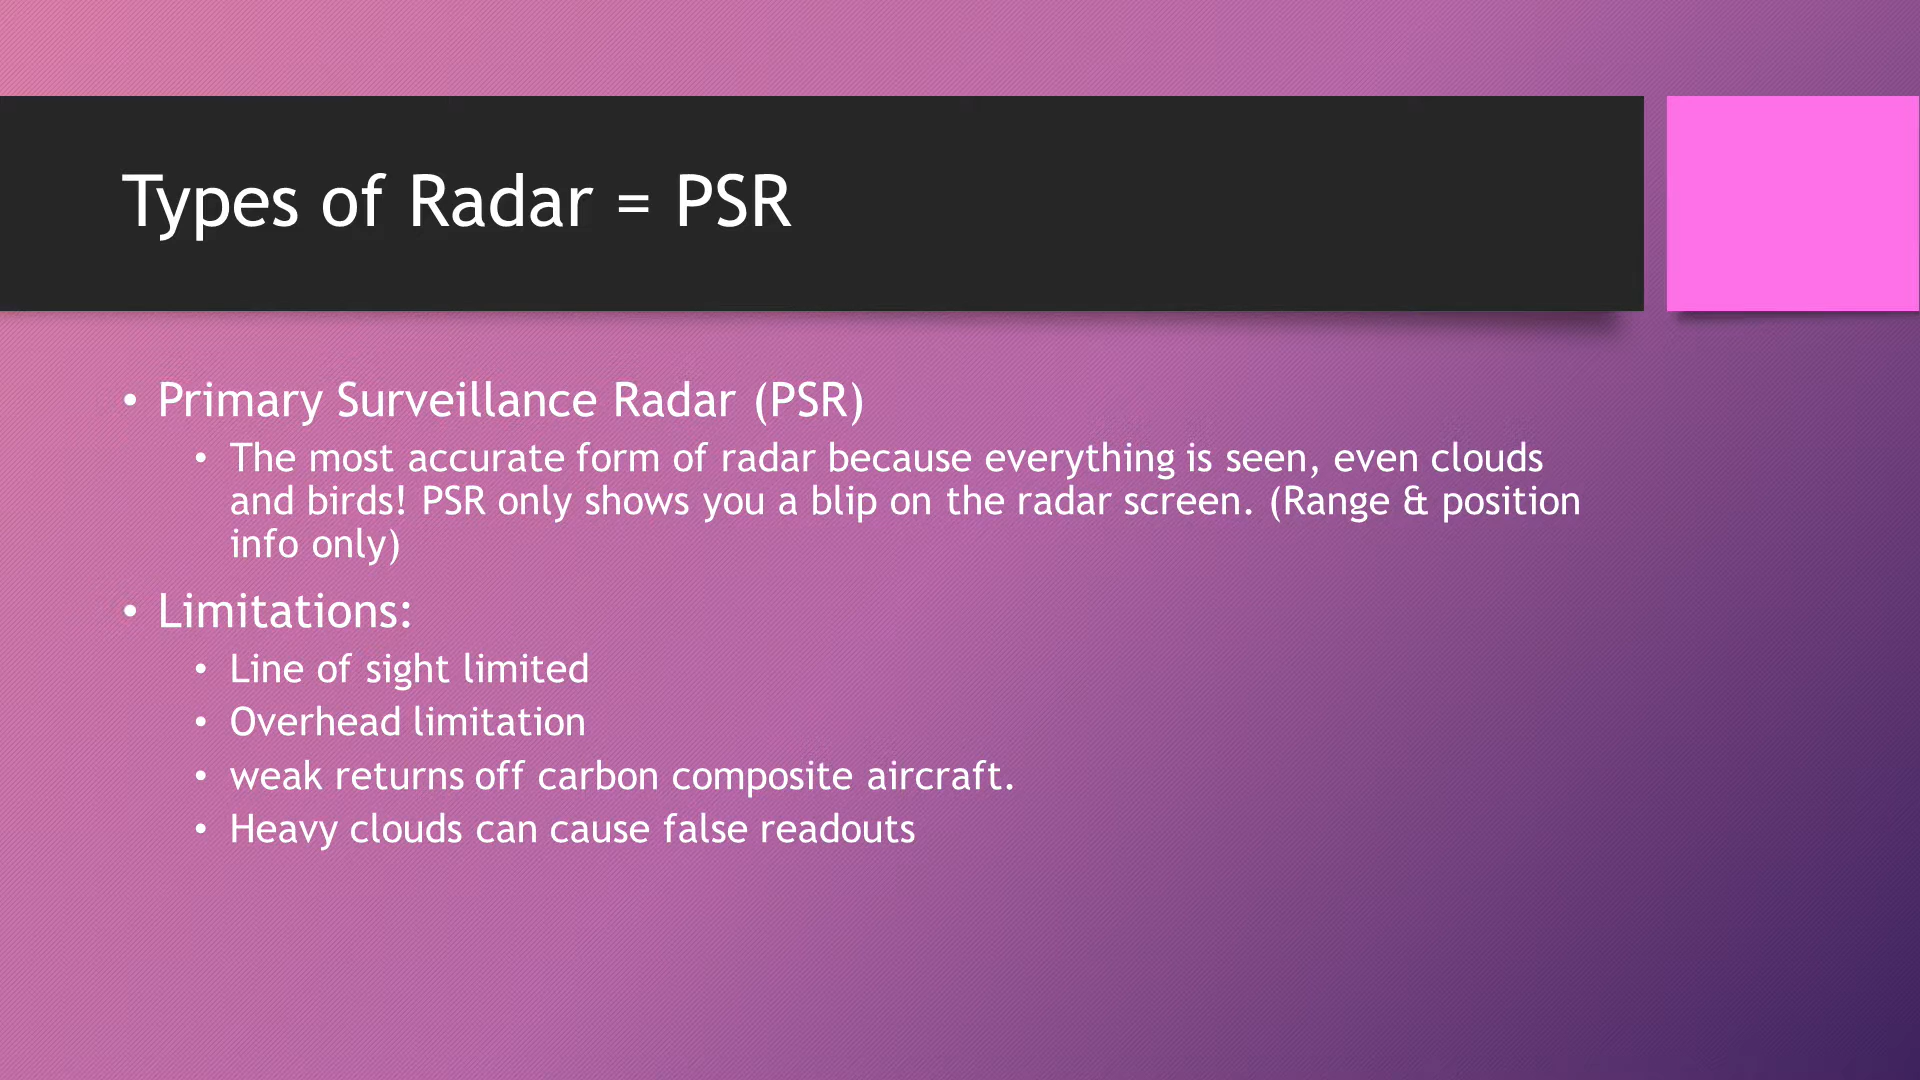 Types of Radar = PSR
• Primary Surveillance Radar (PSR)
• The most accurate form of radar because everything is seen, even clouds
and birds! PSR only shows you a blip on the radar screen. (Range & position
info only)
• Limitations:
• Line of sight limited
• Overhead limitation
• weak returns off carbon composite aircraft.
• Heavy clouds can cause false readouts